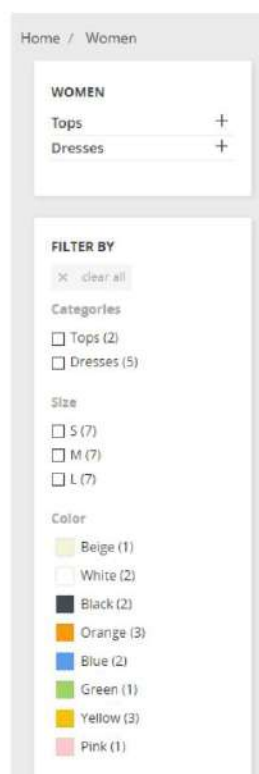 Home / Women
WOMEN
Tops +
Dresses +
FILTER BY
× clear all
Categories
Tops (2)
Dresses (5)
Size
S (7)
M (7)
L (7)
Color
Beige (1)
White (2)
Black (2)
Orange (3)
Blue (2)
Green (1)
Yellow (3)
Pink (1)